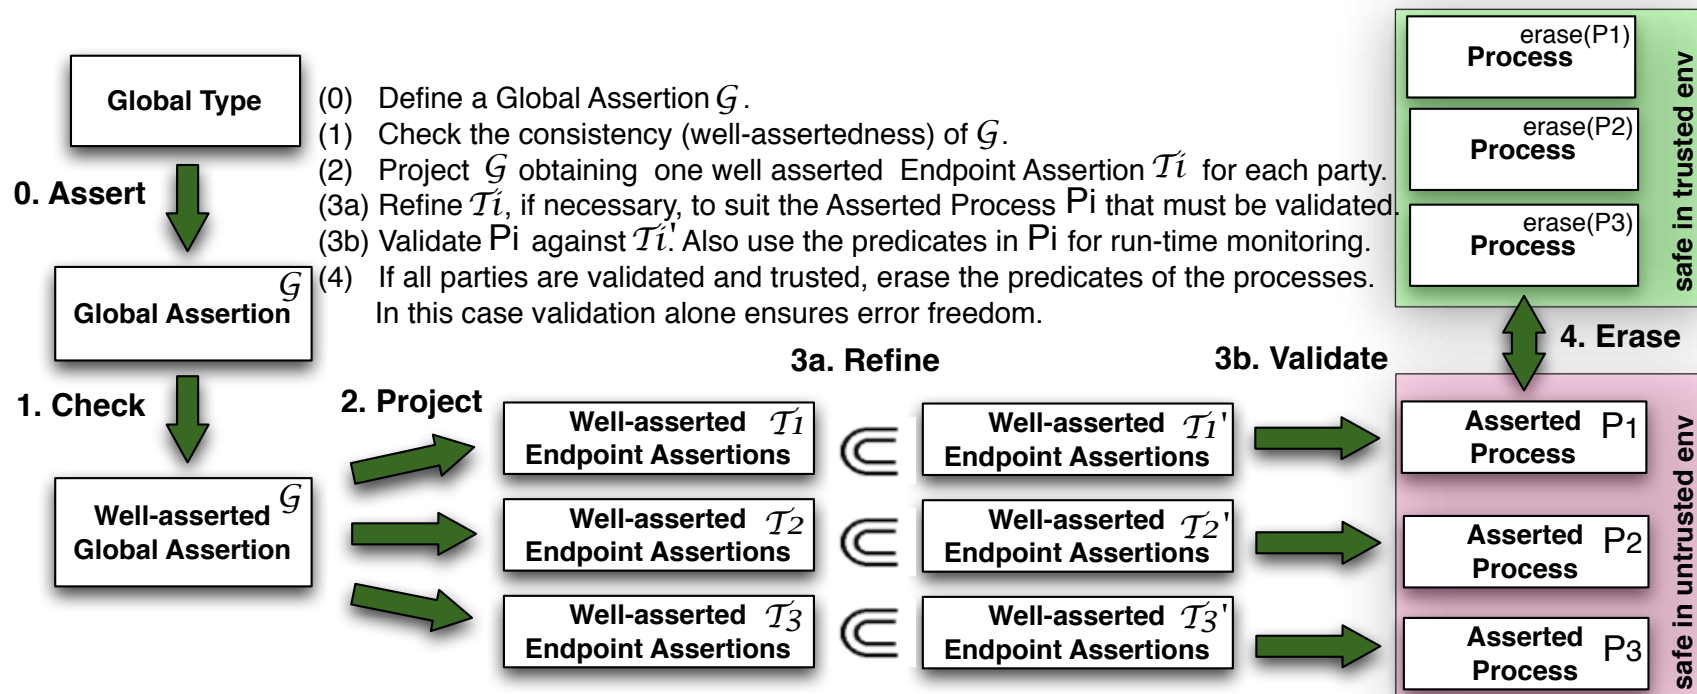 Global Type
0. Assert
𝒢
Global Assertion
1. Check
𝒢
Well-asserted
Global Assertion
(0) Define a Global Assertion 𝒢.
(1) Check the consistency (well-assertedness) of 𝒢.
(2) Project 𝒢 obtaining one well asserted Endpoint Assertion 𝒯i for each party.
(3a) Refine 𝒯i, if necessary, to suit the Asserted Process Pi that must be validated.
(3b) Validate Pi against 𝒯i'. Also use the predicates in Pi for run-time monitoring.
(4) If all parties are validated and trusted, erase the predicates of the processes.
In this case validation alone ensures error freedom.
2. Project
3a. Refine
3b. Validate
Well-asserted 𝒯1
Endpoint Assertions
⋐
Well-asserted 𝒯1'
Endpoint Assertions
Well-asserted 𝒯2
Endpoint Assertions
⋐
Well-asserted 𝒯2'
Endpoint Assertions
Well-asserted 𝒯3
Endpoint Assertions
⋐
Well-asserted 𝒯3'
Endpoint Assertions
erase(P1)
Process
erase(P2)
Process
erase(P3)
Process
safe in trusted env
4. Erase
Asserted P1
Process
Asserted P2
Process
Asserted P3
Process
safe in untrusted env